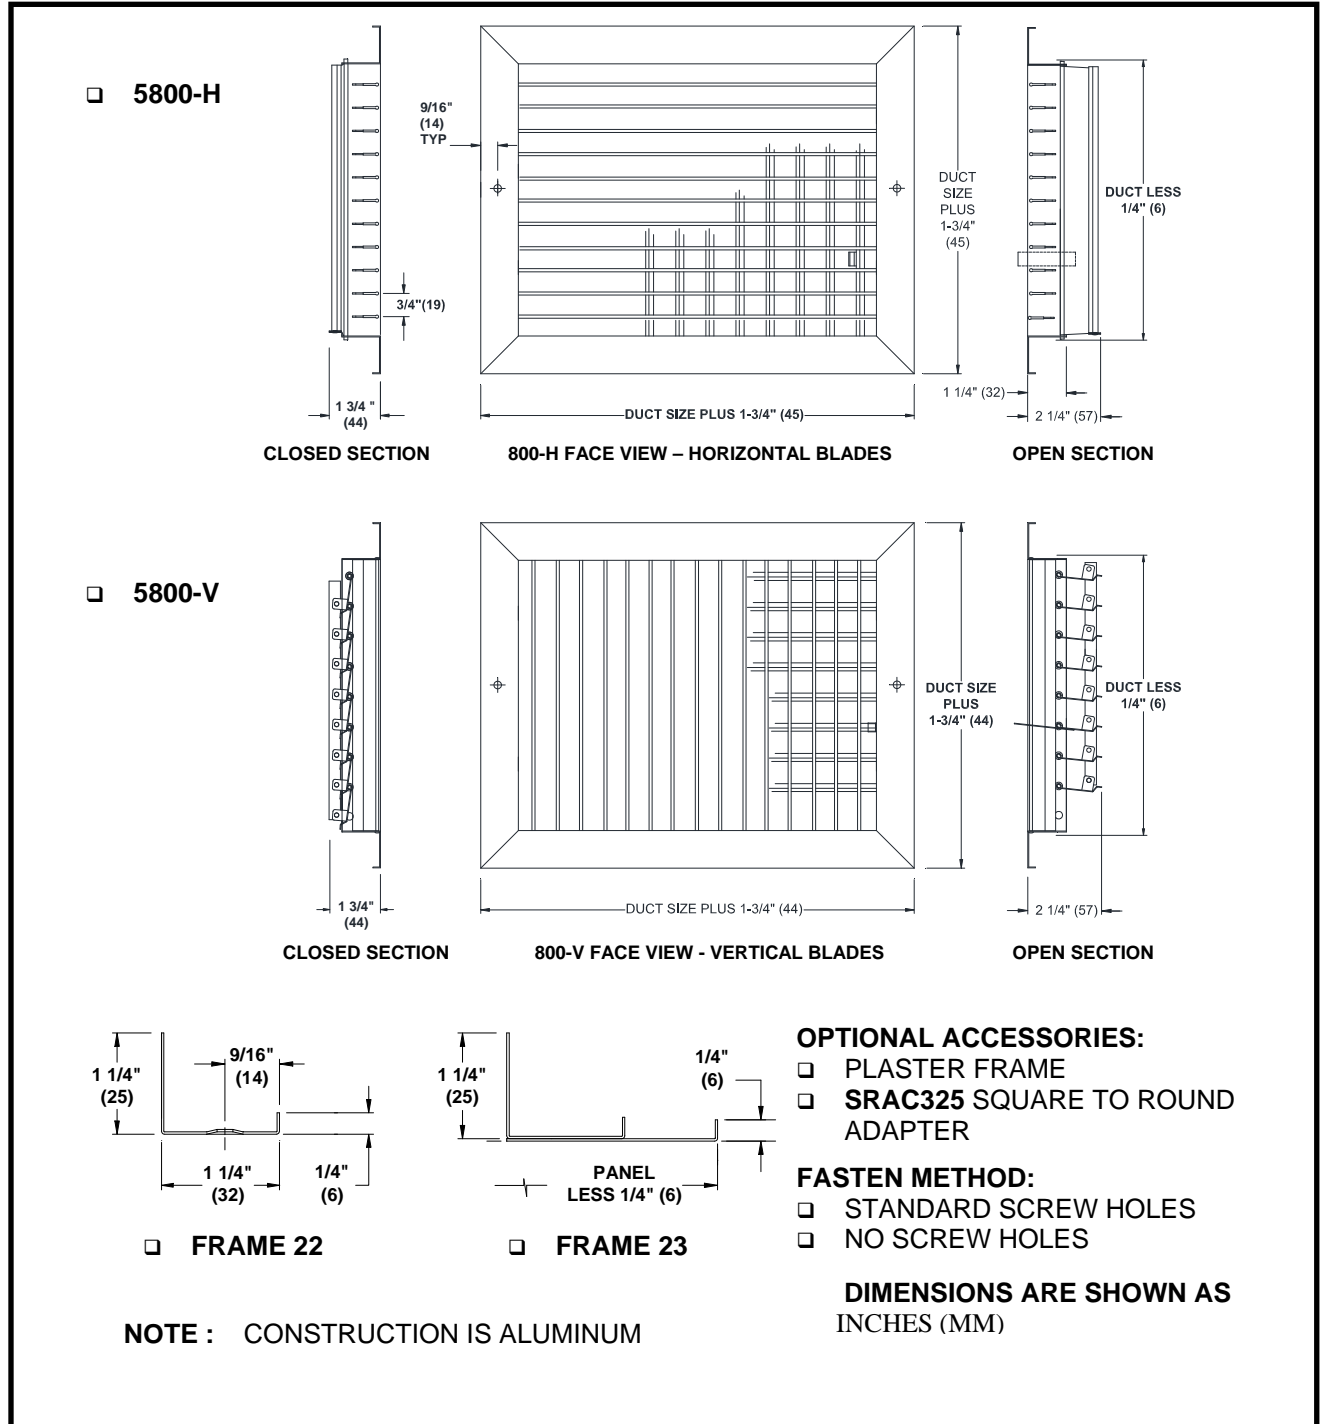 ❑ 5800-H
9/16"
(14)
TYP
3/4"(19)
1 3/4 "
(44)
DUCT
SIZE
PLUS
1-3/4"
(45)
DUCT SIZE PLUS 1-3/4" (45)
DUCT LESS
1/4" (6)
1 1/4" (32)
2 1/4" (57)
CLOSED SECTION
800-H FACE VIEW – HORIZONTAL BLADES
OPEN SECTION
❑ 5800-V
1 3/4"
(44)
DUCT SIZE
PLUS
1-3/4" (44)
DUCT SIZE PLUS 1-3/4" (44)
DUCT LESS
1/4" (6)
2 1/4" (57)
CLOSED SECTION
800-V FACE VIEW - VERTICAL BLADES
OPEN SECTION
1 1/4"
(25)
9/16"
(14)
1 1/4"
(32)
1/4"
(6)
❑ FRAME 22
1 1/4"
(25)
1/4"
(6)
PANEL
LESS 1/4" (6)
❑ FRAME 23
OPTIONAL ACCESSORIES:
❑ PLASTER FRAME
❑ SRAC325 SQUARE TO ROUND
ADAPTER
FASTEN METHOD:
❑ STANDARD SCREW HOLES
❑ NO SCREW HOLES
DIMENSIONS ARE SHOWN AS
INCHES (MM)
NOTE : CONSTRUCTION IS ALUMINUM